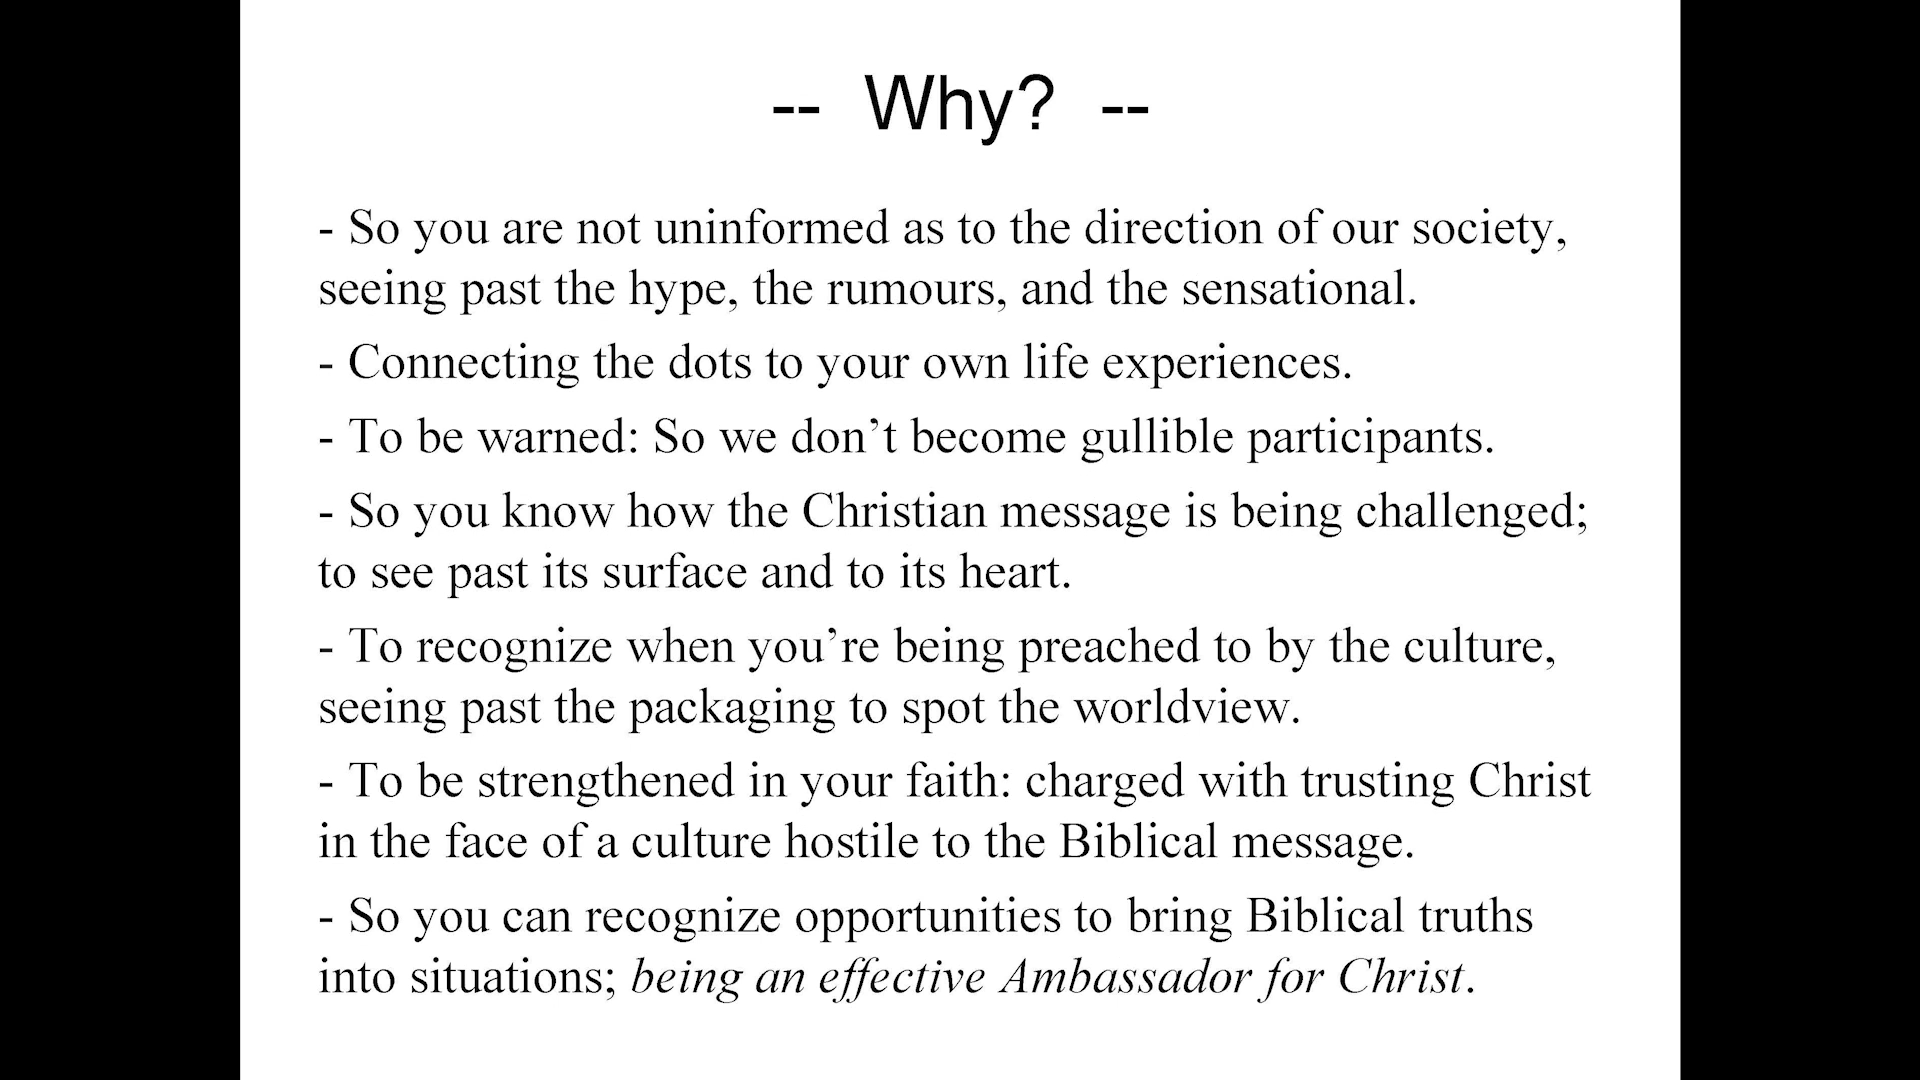 -- Why? --
- So you are not uninformed as to the direction of our society,
seeing past the hype, the rumours, and the sensational.
- Connecting the dots to your own life experiences.
- To be warned: So we don’t become gullible participants.
- So you know how the Christian message is being challenged;
to see past its surface and to its heart.
- To recognize when you’re being preached to by the culture,
seeing past the packaging to spot the worldview.
- To be strengthened in your faith: charged with trusting Christ
in the face of a culture hostile to the Biblical message.
- So you can recognize opportunities to bring Biblical truths
into situations; being an effective Ambassador for Christ.